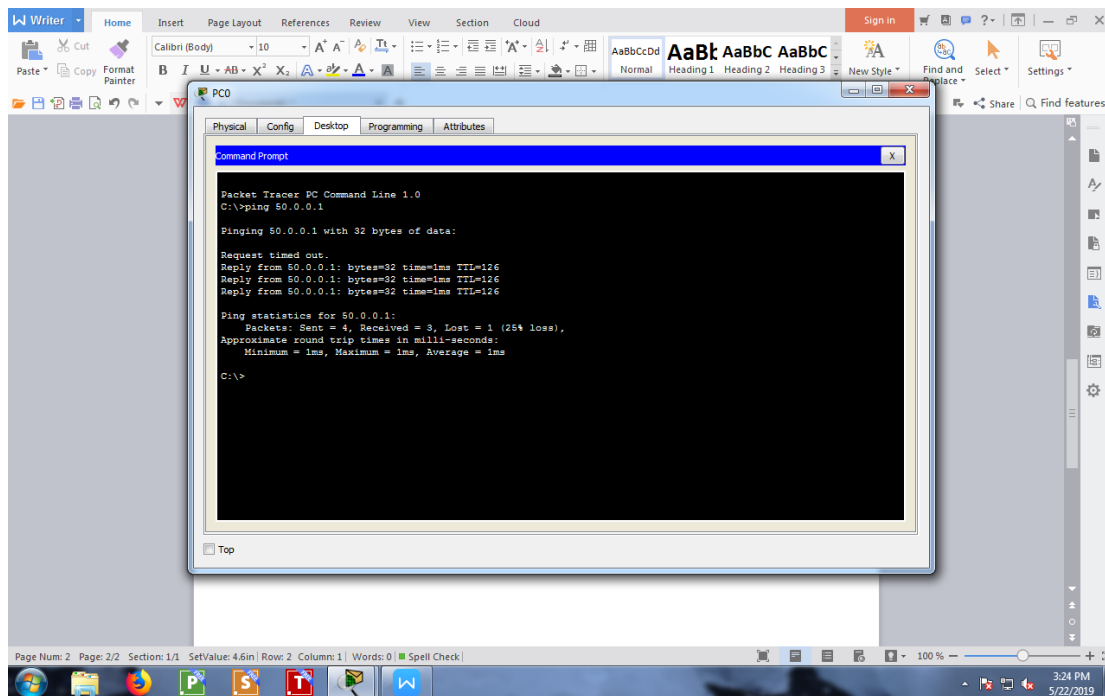 Writer Home Insert Page Layout References Review View Section Cloud Sign in
Cut Calibri (Body) 10 AaBbCcDd AaBb AaBbC AaBbC
Paste Copy Format Painter Normal Heading 1 Heading 2 Heading 3 New Style Find and Replace Select Settings
Share Find features
PC0
Physical Config Desktop Programming Attributes
Command Prompt X
Packet Tracer PC Command Line 1.0
C:\>ping 50.0.0.1
Pinging 50.0.0.1 with 32 bytes of data:
Request timed out.
Reply from 50.0.0.1: bytes=32 time=1ms TTL=126
Reply from 50.0.0.1: bytes=32 time=1ms TTL=126
Reply from 50.0.0.1: bytes=32 time=1ms TTL=126
Ping statistics for 50.0.0.1:
Packets: Sent = 4, Received = 3, Lost = 1 (25% loss),
Approximate round trip times in milli-seconds:
Minimum = 1ms, Maximum = 1ms, Average = 1ms
C:\>
Top
Page Num: 2 Page: 2/2 Section: 1/1 SetValue: 4.6in Row: 2 Column: 1 Words: 0 Spell Check 100 %
3:24 PM
5/22/2019